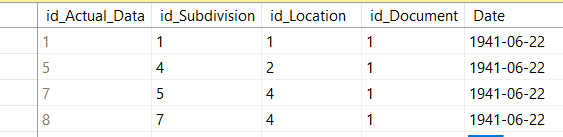 id_Actual_Data id_Subdivision id_Location id_Document Date
1 1 1 1 1941-06-22
5 4 2 1 1941-06-22
7 5 4 1 1941-06-22
8 7 4 1 1941-06-22